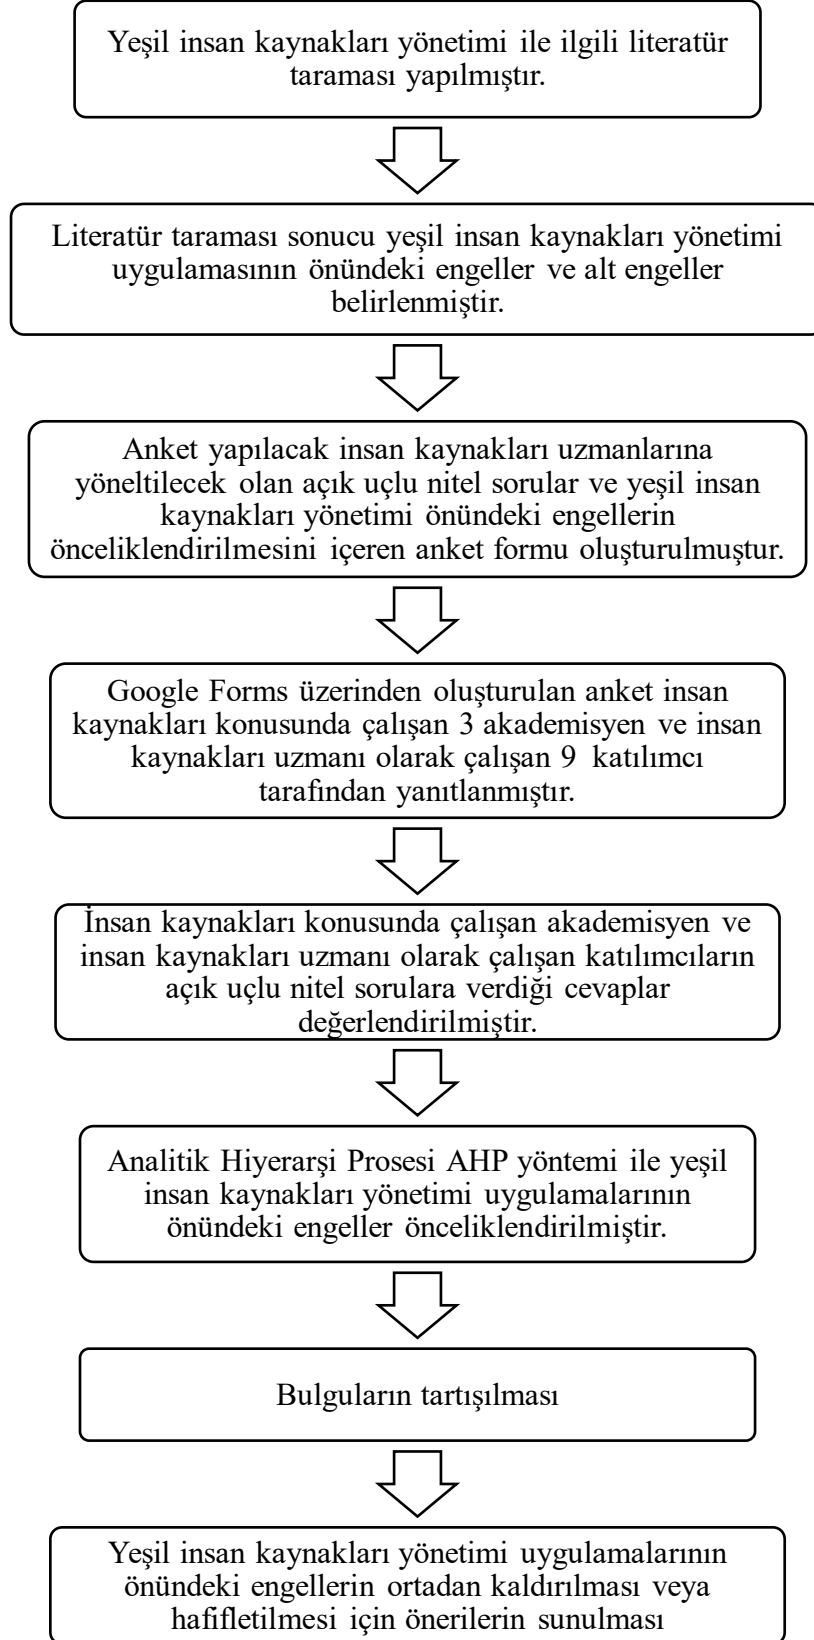 Yeşil insan kaynakları yönetimi ile ilgili literatür
taraması yapılmıştır.
Literatür taraması sonucu yeşil insan kaynakları yönetimi
uygulamasının önündeki engeller ve alt engeller
belirlenmiştir.
Anket yapılacak insan kaynakları uzmanlarına
yöneltilecek olan açık uçlu nitel sorular ve yeşil insan
kaynakları yönetimi önündeki engellerin
önceliklendirilmesini içeren anket formu oluşturulmuştur.
Google Forms üzerinden oluşturulan anket insan
kaynakları konusunda çalışan 3 akademisyen ve insan
kaynakları uzmanı olarak çalışan 9 katılımcı
tarafından yanıtlanmıştır.
İnsan kaynakları konusunda çalışan akademisyen ve
insan kaynakları uzmanı olarak çalışan katılımcıların
açık uçlu nitel sorulara verdiği cevaplar
değerlendirilmiştir.
Analitik Hiyerarşi Prosesi AHP yöntemi ile yeşil
insan kaynakları yönetimi uygulamalarının
önündeki engeller önceliklendirilmiştir.
Bulguların tartışılması
Yeşil insan kaynakları yönetimi uygulamalarının
önündeki engellerin ortadan kaldırılması veya
hafifletilmesi için önerilerin sunulması